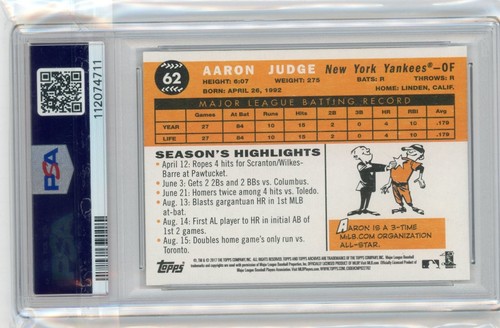 112074711
PSA
62
AARON JUDGE New York Yankees®—OF
HEIGHT: 6:07 WEIGHT: 275 BATS: R THROWS: R
BORN: APRIL 26, 1992 HOME: LINDEN, CALIF.
MAJOR LEAGUE BATTING RECORD
Games At Bat Runs Hits 2B 3B HR RBI Avg.
YEAR 27 84 10 15 2 0 4 10 .179
LIFE 27 84 10 15 2 0 4 10 .179
SEASON'S HIGHLIGHTS
• April 12: Ropes 4 hits for Scranton/Wilkes-
Barre at Pawtucket.
• June 3: Gets 2 2Bs and 2 BBs vs. Columbus.
• June 21: Homers twice among 4 hits vs. Toledo.
• Aug. 13: Blasts gargantuan HR in 1st MLB
at-bat.
• Aug. 14: First AL player to HR in initial AB of
1st 2 games.
• Aug. 15: Doubles home game's only run vs.
Toronto.
AARON IS A 3-TIME
MLB.COM ORGANIZATION
ALL-STAR.
Topps